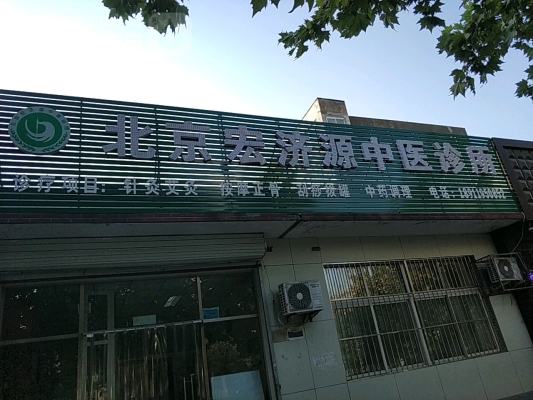 北京宏济源中医诊所
诊疗项目：针灸艾灸 按摩正骨 刮痧拔罐 中药调理 电话：